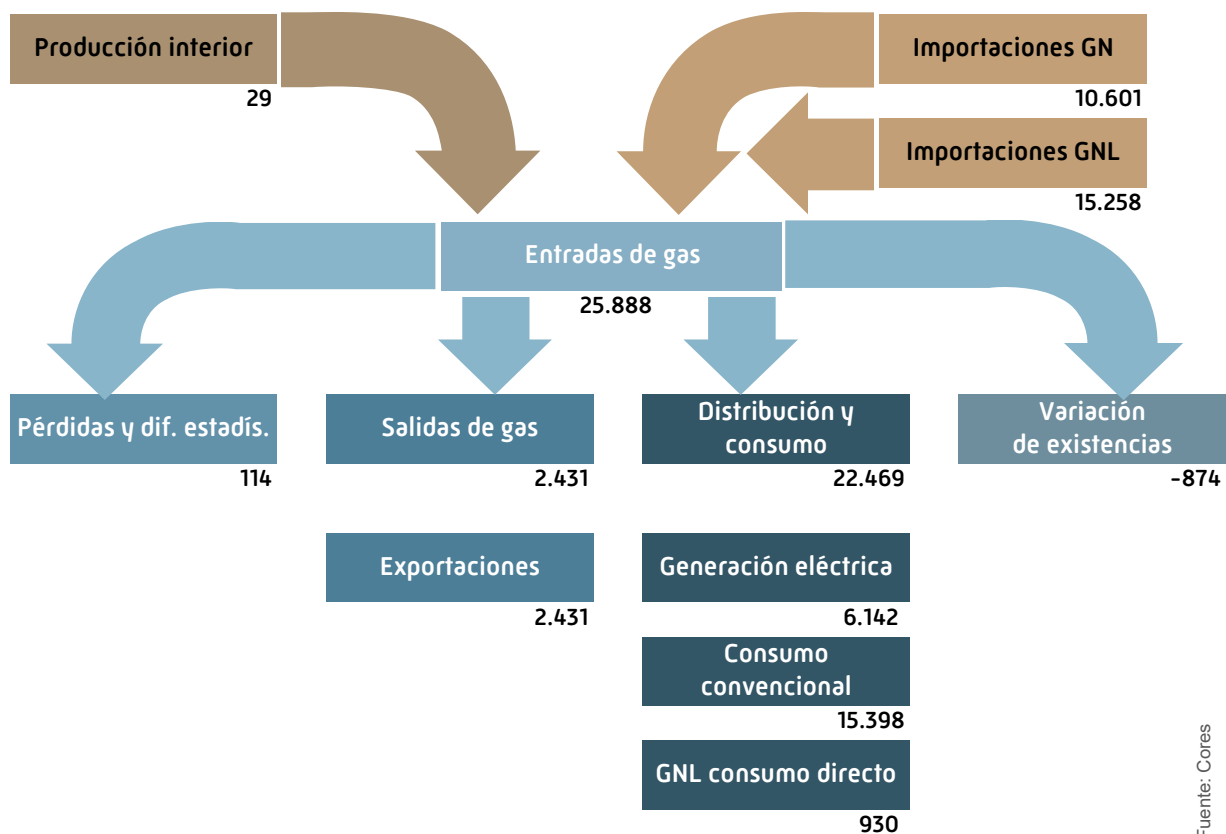 Producción interior
29
Importaciones GN
10.601
Importaciones GNL
15.258
Entradas de gas
25.888
Pérdidas y dif. estadís.
114
Salidas de gas
2.431
Distribución y
consumo
22.469
Variación
de existencias
-874
Exportaciones
2.431
Generación eléctrica
6.142
Consumo
convencional
15.398
GNL consumo directo
930
Fuente: Cores